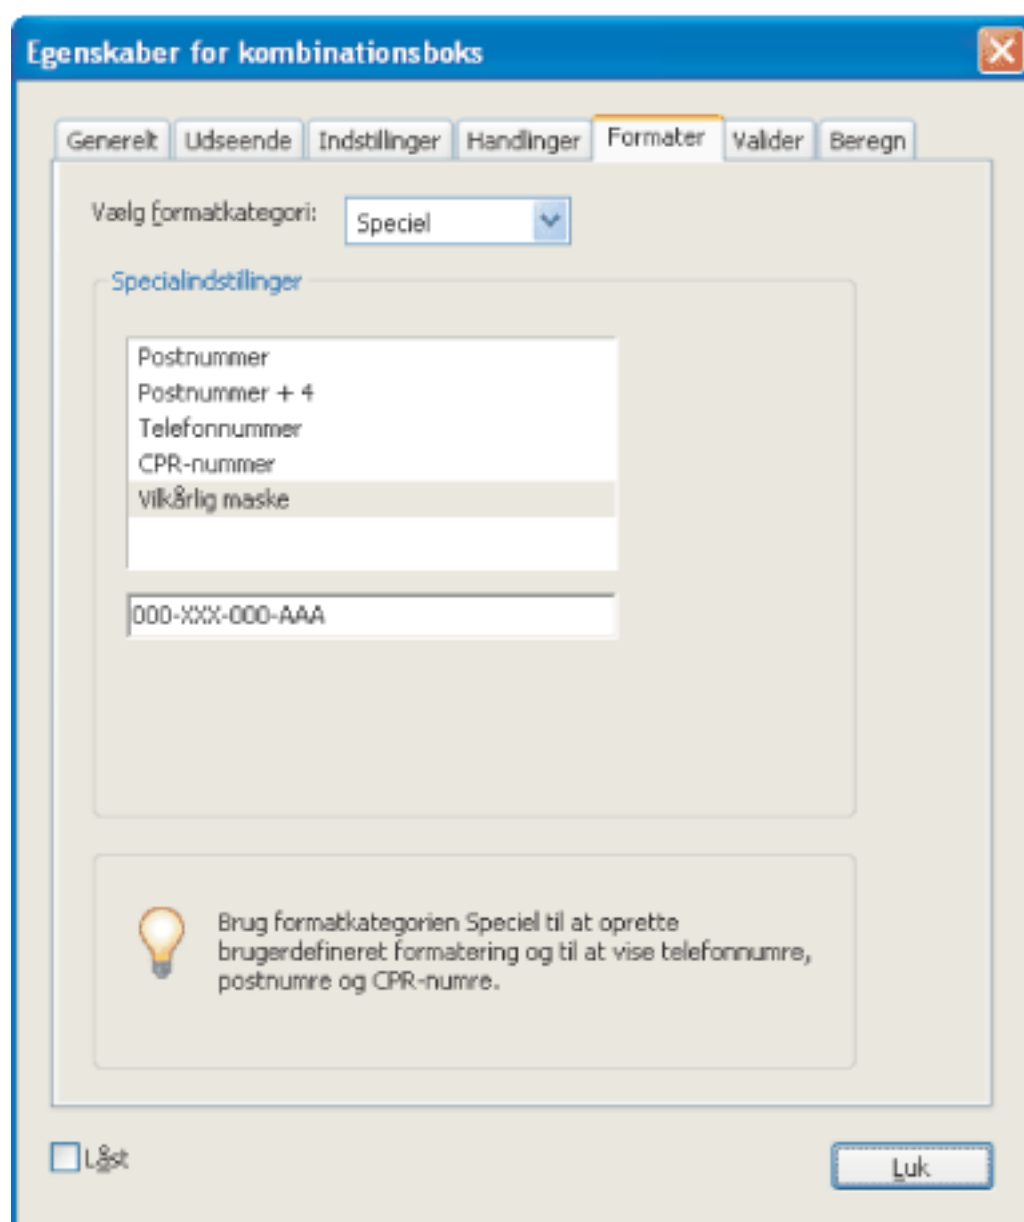 Egenskaber for kombinationsboks
Generelt Udseende Indstillinger Handlinger Formater Valider Beregn
Vælg formatkategori: Speciel
Specialindstillinger
Postnummer
Postnummer + 4
Telefonnummer
CPR-nummer
Vilkårlig maske
000-XXX-000-AAA
Brug formatkategorien Speciel til at oprette
brugerdefineret formatering og til at vise telefonnumre,
postnumre og CPR-numre.
Låst Luk